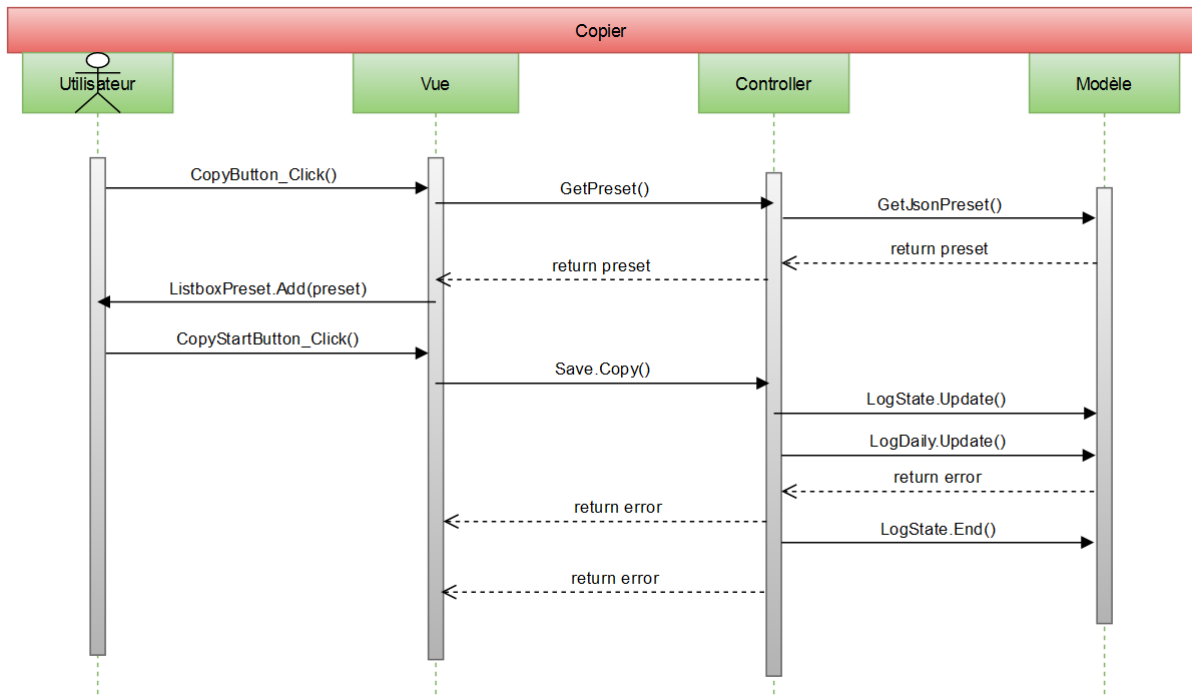 Copier
Utilisateur
Vue
Controller
Modèle
CopyButton_Click()
GetPreset()
GetJsonPreset()
return preset
return preset
ListboxPreset.Add(preset)
CopyStartButton_Click()
Save.Copy()
LogState.Update()
LogDaily.Update()
return error
return error
LogState.End()
return error